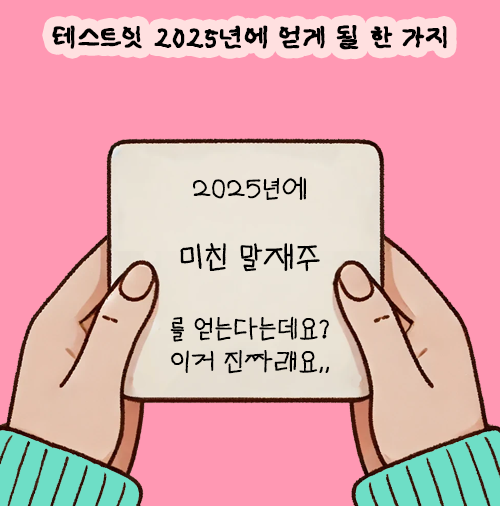 테스트잇 2025년에 얻게 될 한 가지
2025년에
미친 말재주
를 얻는다는데요?
이거 진짜래요,,